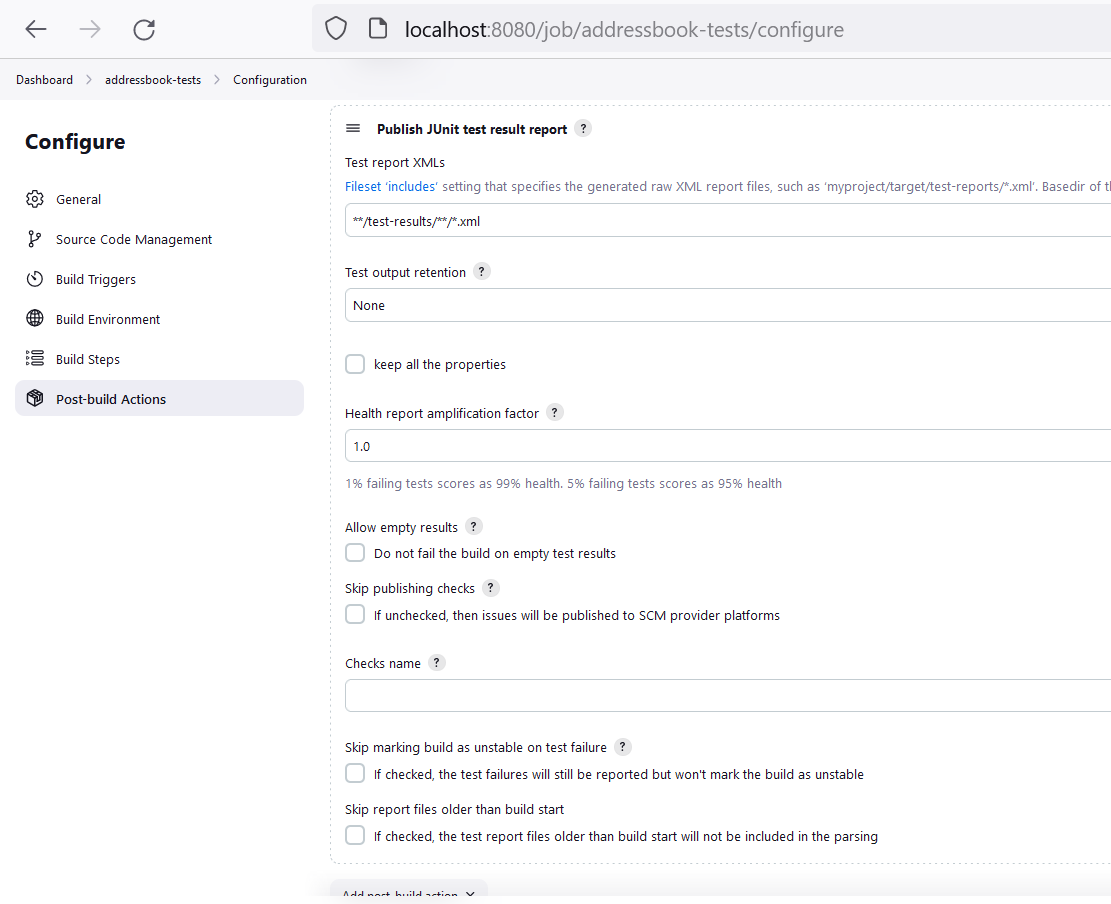 localhost:8080/job/addressbook-tests/configure
Dashboard > addressbook-tests > Configuration
Configure
General
Source Code Management
Build Triggers
Build Environment
Build Steps
Post-build Actions
Publish JUnit test result report ?
Test report XMLs
Fileset 'includes' setting that specifies the generated raw XML report files, such as 'myproject/target/test-reports/*.xml'. Basedir of
**/test-results/**/*.xml
Test output retention ?
None
keep all the properties
Health report amplification factor ?
1.0
1% failing tests scores as 99% health. 5% failing tests scores as 95% health
Allow empty results ?
Do not fail the build on empty test results
Skip publishing checks ?
If unchecked, then issues will be published to SCM provider platforms
Checks name ?
Skip marking build as unstable on test failure ?
If checked, the test failures will still be reported but won't mark the build as unstable
Skip report files older than build start
If checked, the test report files older than build start will not be included in the parsing
Add post-build action